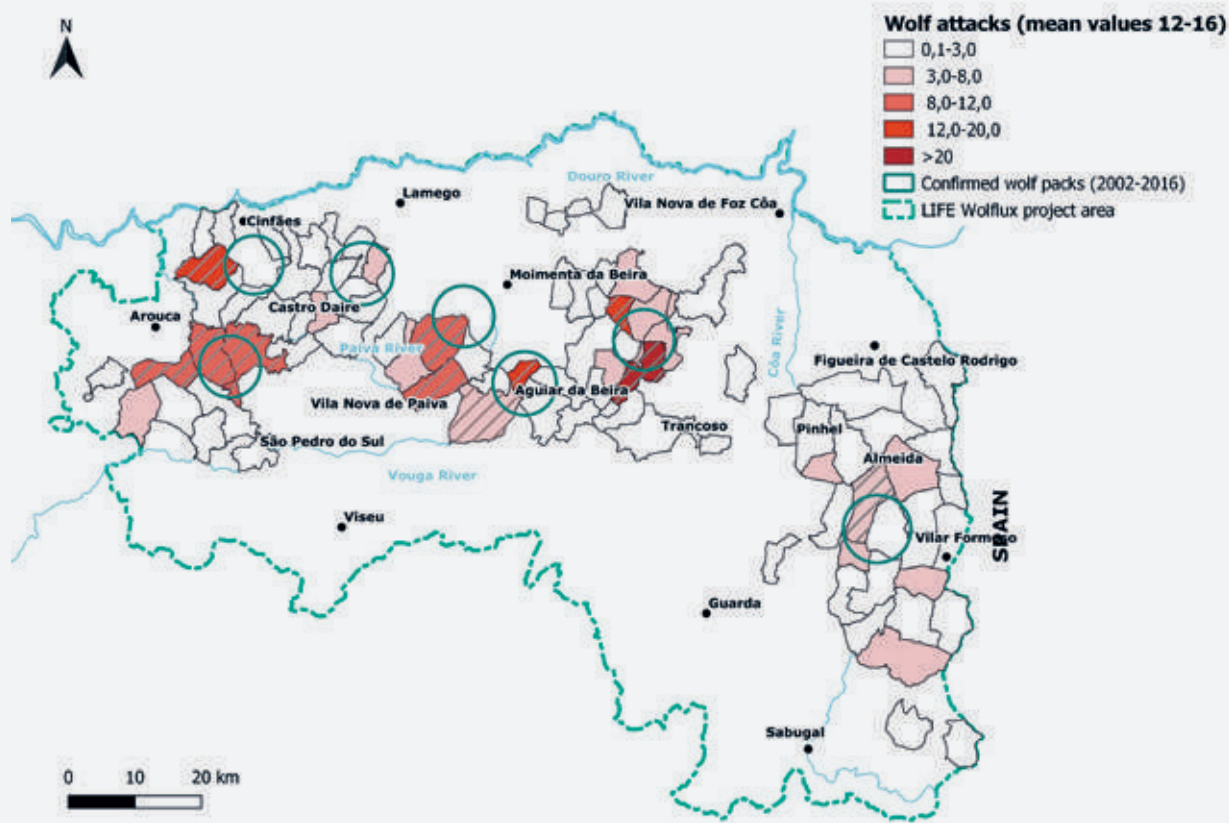 N
Wolf attacks (mean values 12-16)
0,1-3,0
3,0-8,0
8,0-12,0
12,0-20,0
>20
Confirmed wolf packs (2002-2016)
LIFE Wolflux project area
Douro River
Lamego
Vila Nova de Foz Côa
Cinfães
Moimenta da Beira
Castro Daire
Arouca
Paiva River
Côa River
Figueira de Castelo Rodrigo
Aguiar da Beira
Vila Nova de Paiva
Trancoso
Pinhel
São Pedro do Sul
Almeida
Vouga River
SPAIN
Viseu
Vilar Formoso
Guarda
Sabugal
0 10 20 km